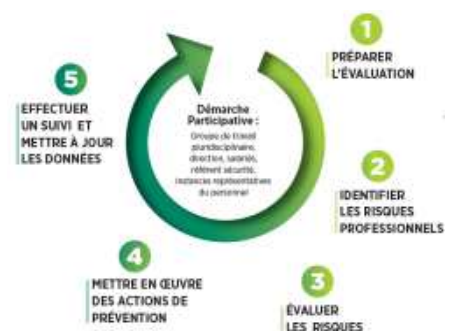 1
PRÉPARER
L'ÉVALUATION
2
IDENTIFIER
LES RISQUES
PROFESSIONNELS
3
ÉVALUER
LES RISQUES
4
METTRE EN ŒUVRE
DES ACTIONS DE
PRÉVENTION
5
EFFECTUER
UN SUIVI ET
METTRE À JOUR
LES DONNÉES
Démarche
Participative :
Groupe de travail
pluridisciplinaire,
direction, salariés,
référent sécurité,
instances représentatives
du personnel